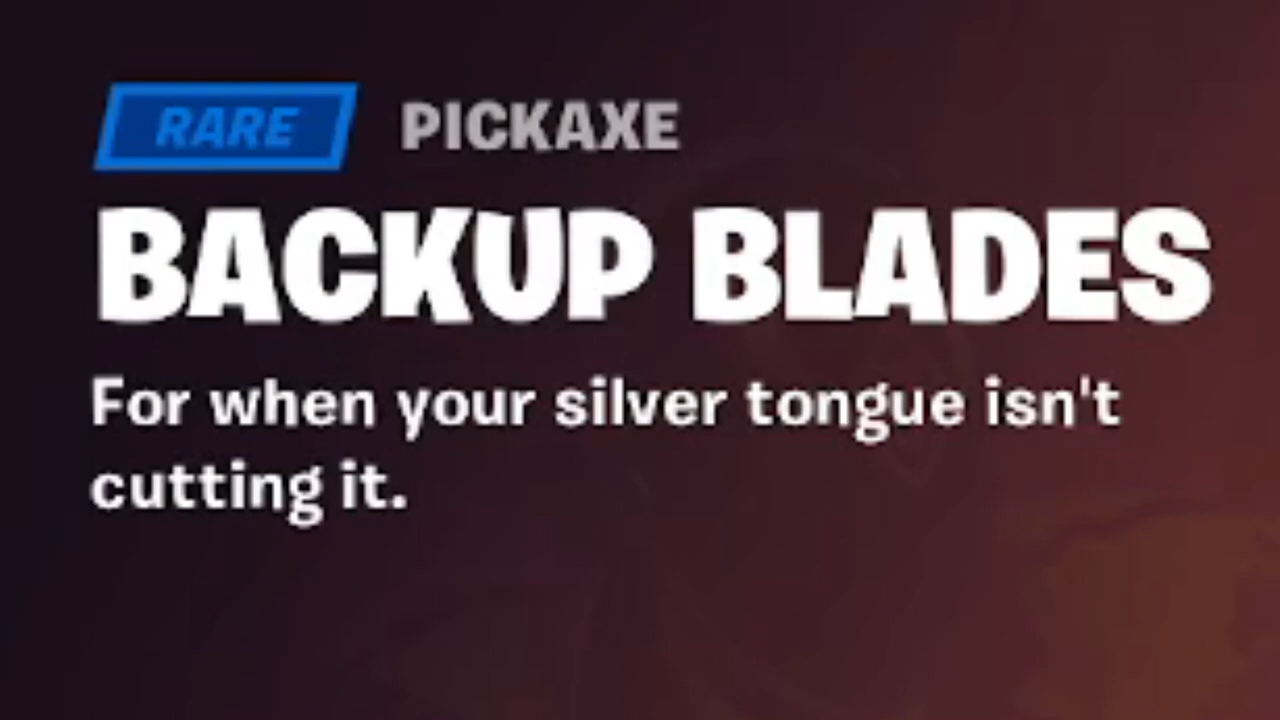 RARE PICKAXE
BACKUP BLADES
For when your silver tongue isn't
cutting it.